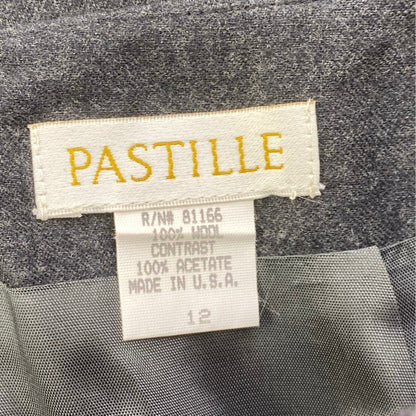 PASTILLE
R/N# 81166
100% WOOL
CONTRAST
100% ACETATE
MADE IN U.S.A.
12